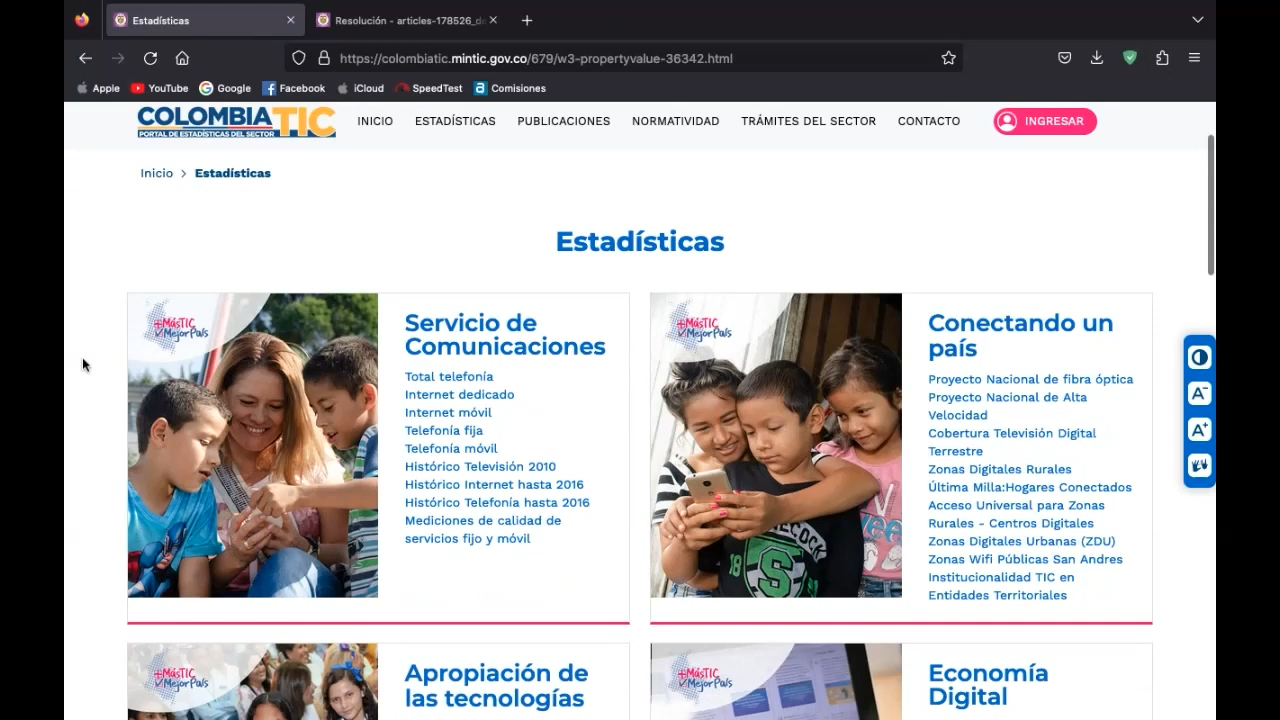 Estadísticas
Resolución - articles-178526_d
https://colombiatic.mintic.gov.co/679/w3-propertyvalue-36342.html
Apple YouTube Google Facebook iCloud SpeedTest Comisiones
COLOMBIATIC
PORTAL DE ESTADÍSTICAS DEL SECTOR
INICIO ESTADÍSTICAS PUBLICACIONES NORMATIVIDAD TRÁMITES DEL SECTOR CONTACTO INGRESAR
Inicio > Estadísticas
Estadísticas
+MásTIC
MejorPaís
Servicio de
Comunicaciones
Total telefonía
Internet dedicado
Internet móvil
Telefonía fija
Telefonía móvil
Histórico Televisión 2010
Histórico Internet hasta 2016
Histórico Telefonía hasta 2016
Mediciones de calidad de
servicios fijo y móvil
+MásTIC
MejorPaís
18
S
Conectando un
país
Proyecto Nacional de fibra óptica
Proyecto Nacional de Alta
Velocidad
Cobertura Televisión Digital
Terrestre
Zonas Digitales Rurales
Última Milla:Hogares Conectados
Acceso Universal para Zonas
Rurales - Centros Digitales
Zonas Digitales Urbanas (ZDU)
Zonas Wifi Públicas San Andres
Institucionalidad TIC en
Entidades Territoriales
A-
A+
+MásTIC
MejorPaís
Apropiación de
las tecnologías
+MásTIC
MejorPaís
Economía
Digital